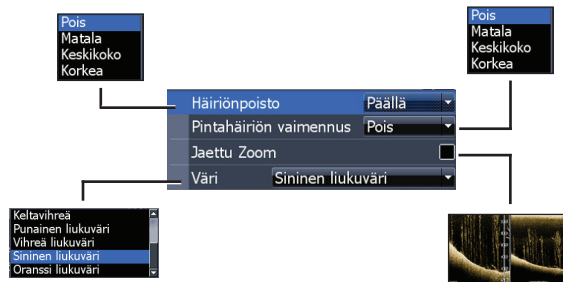 Pois
Matala
Keskikoko
Korkea
Pois
Matala
Keskikoko
Korkea
Häiriönpoisto Päällä
Pintahäiriön vaimennus Pois
Jaettu Zoom
Väri Sininen liukuväri
Keltavihreä
Punainen liukuväri
Vihreä liukuväri
Sininen liukuväri
Oranssi liukuväri